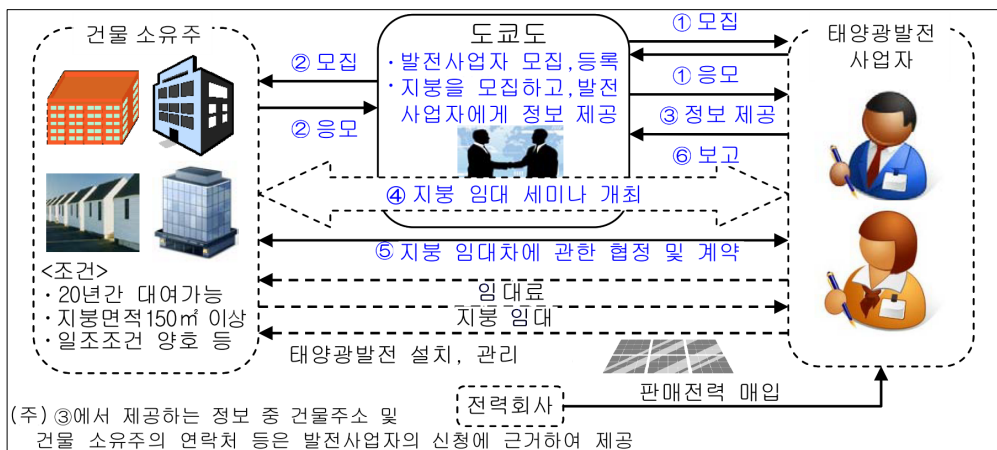 건물 소유주
② 모집
② 응모
도쿄도
· 발전사업자 모집, 등록
· 지붕을 모집하고, 발전
사업자에게 정보 제공
① 모집
① 응모
③ 정보 제공
⑥ 보고
태양광발전
사업자
④ 지붕 임대 세미나 개최
⑤ 지붕 임대차에 관한 협정 및 계약
<조건>
· 20년간 대여가능
· 지붕면적150㎡ 이상
· 일조조건 양호 등
임대료
지붕 임대
태양광발전 설치, 관리
전력회사
판매전력 매입
(주) ③에서 제공하는 정보 중 건물주소 및
건물 소유주의 연락처 등은 발전사업자의 신청에 근거하여 제공